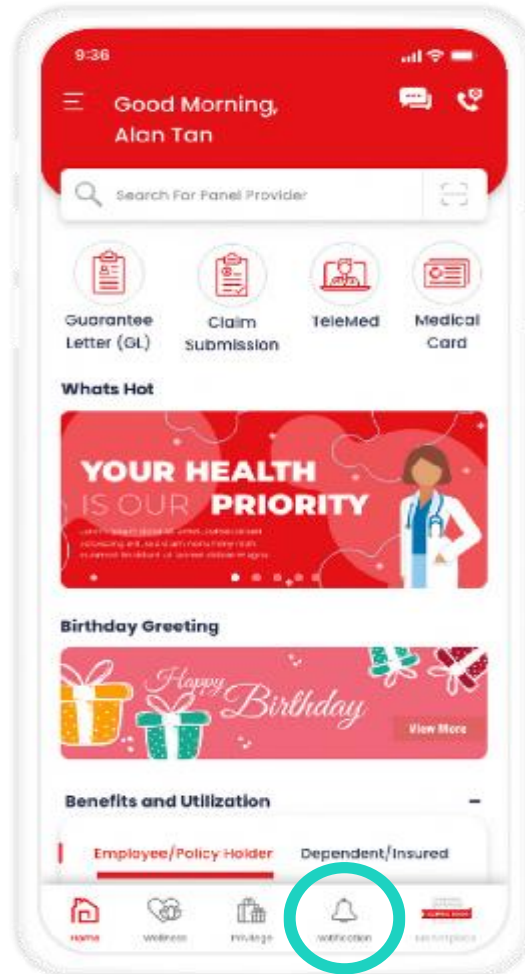 9:36
Good Morning,
Alan Tan
Search For Panel Provider
Guarantee
Letter (GL)
Claim
Submission
TeleMed
Medical
Card
Whats Hot
YOUR HEALTH
IS OUR PRIORITY
Birthday Greeting
Happy
Birthday
View More
Benefits and Utilization
Employee/Policy Holder
Dependent/Insured
Home
Wellness
Privilege
Notification
Marketplace